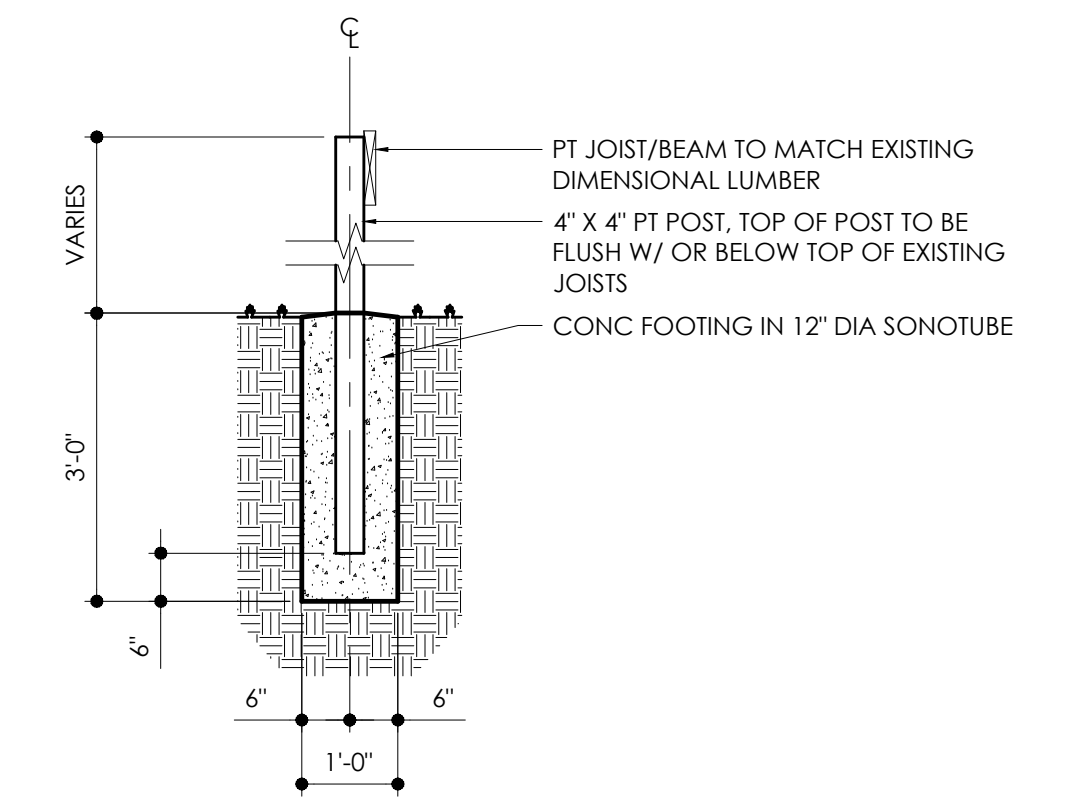 ℄
PT JOIST/BEAM TO MATCH EXISTING
DIMENSIONAL LUMBER
4" X 4" PT POST, TOP OF POST TO BE
FLUSH W/ OR BELOW TOP OF EXISTING
JOISTS
CONC FOOTING IN 12" DIA SONOTUBE
VARIES
3'-0"
6"
6"
6"
1'-0"